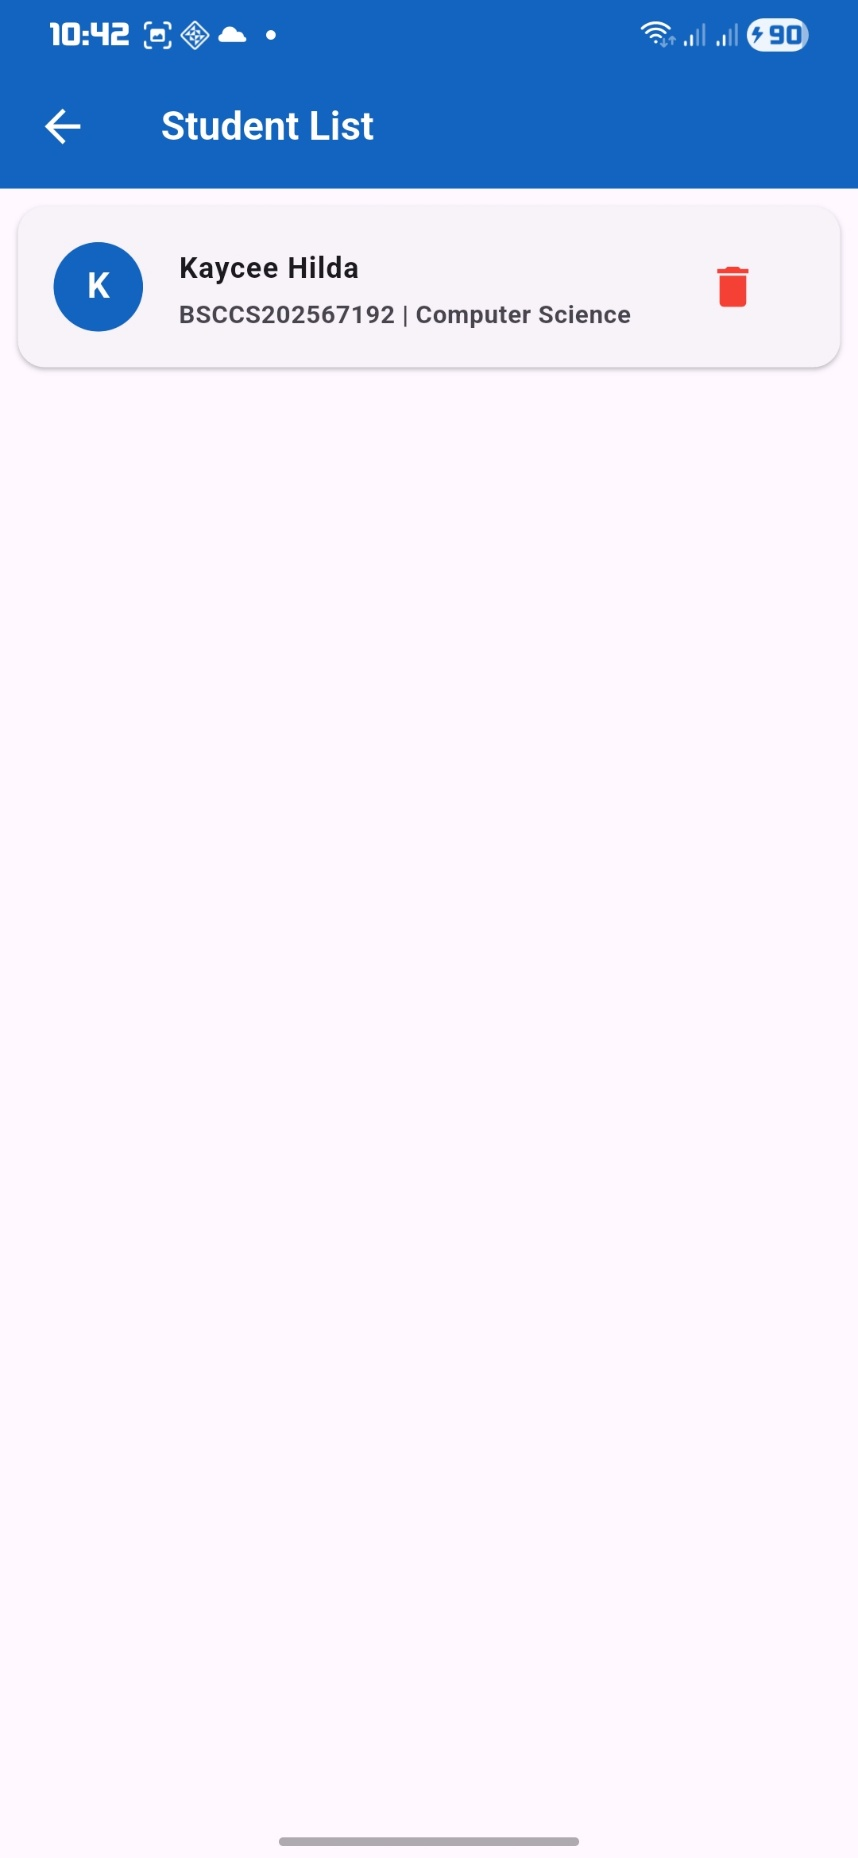 10:42
90
Student List
K
Kaycee Hilda
BSCCS202567192 | Computer Science